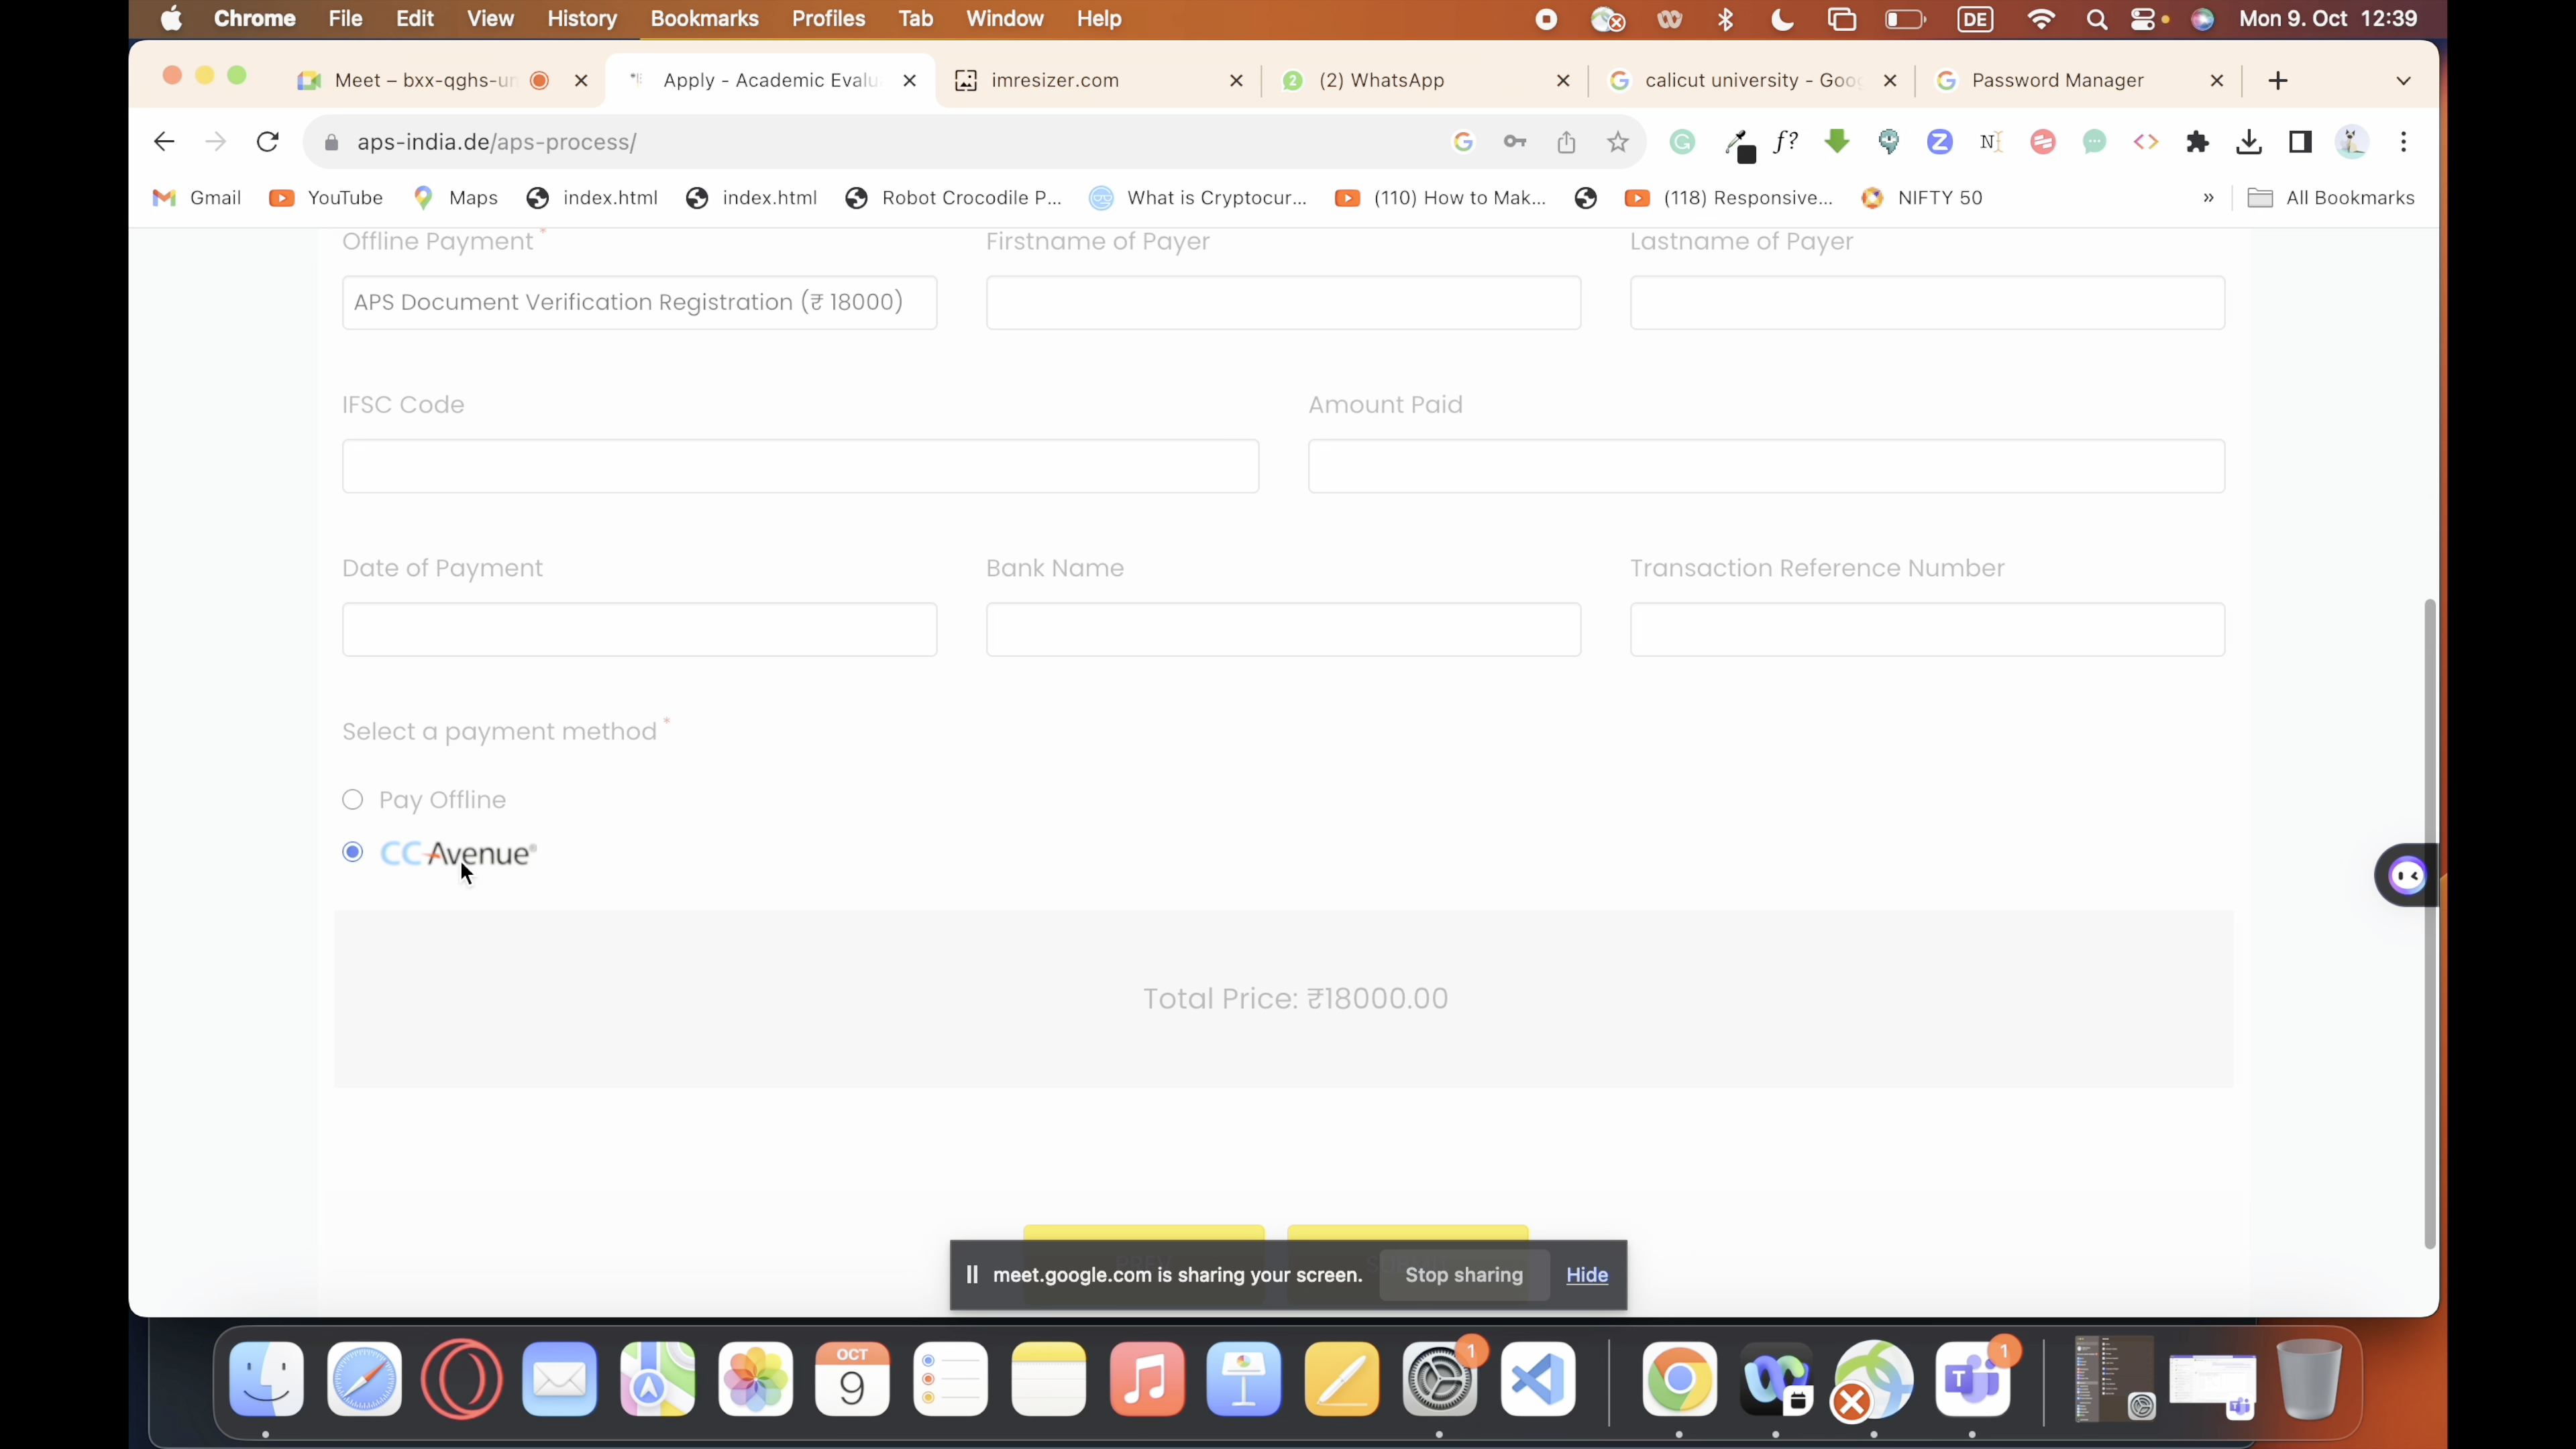 Chrome File Edit View History Bookmarks Profiles Tab Window Help DE Mon 9. Oct 12:39
Meet – bxx-qghs-un Apply - Academic Evalu imresizer.com 2 (2) WhatsApp calicut university - Goog Password Manager
aps-india.de/aps-process/
Gmail YouTube Maps index.html index.html Robot Crocodile P... What is Cryptocur... (110) How to Mak... (118) Responsive... NIFTY 50 » All Bookmarks
Offline Payment * Firstname of Payer Lastname of Payer
APS Document Verification Registration (₹ 18000)
IFSC Code Amount Paid
Date of Payment Bank Name Transaction Reference Number
Select a payment method *
Pay Offline
CCAvenue®
Total Price: ₹18000.00
meet.google.com is sharing your screen. Stop sharing Hide
OCT
9
1
1